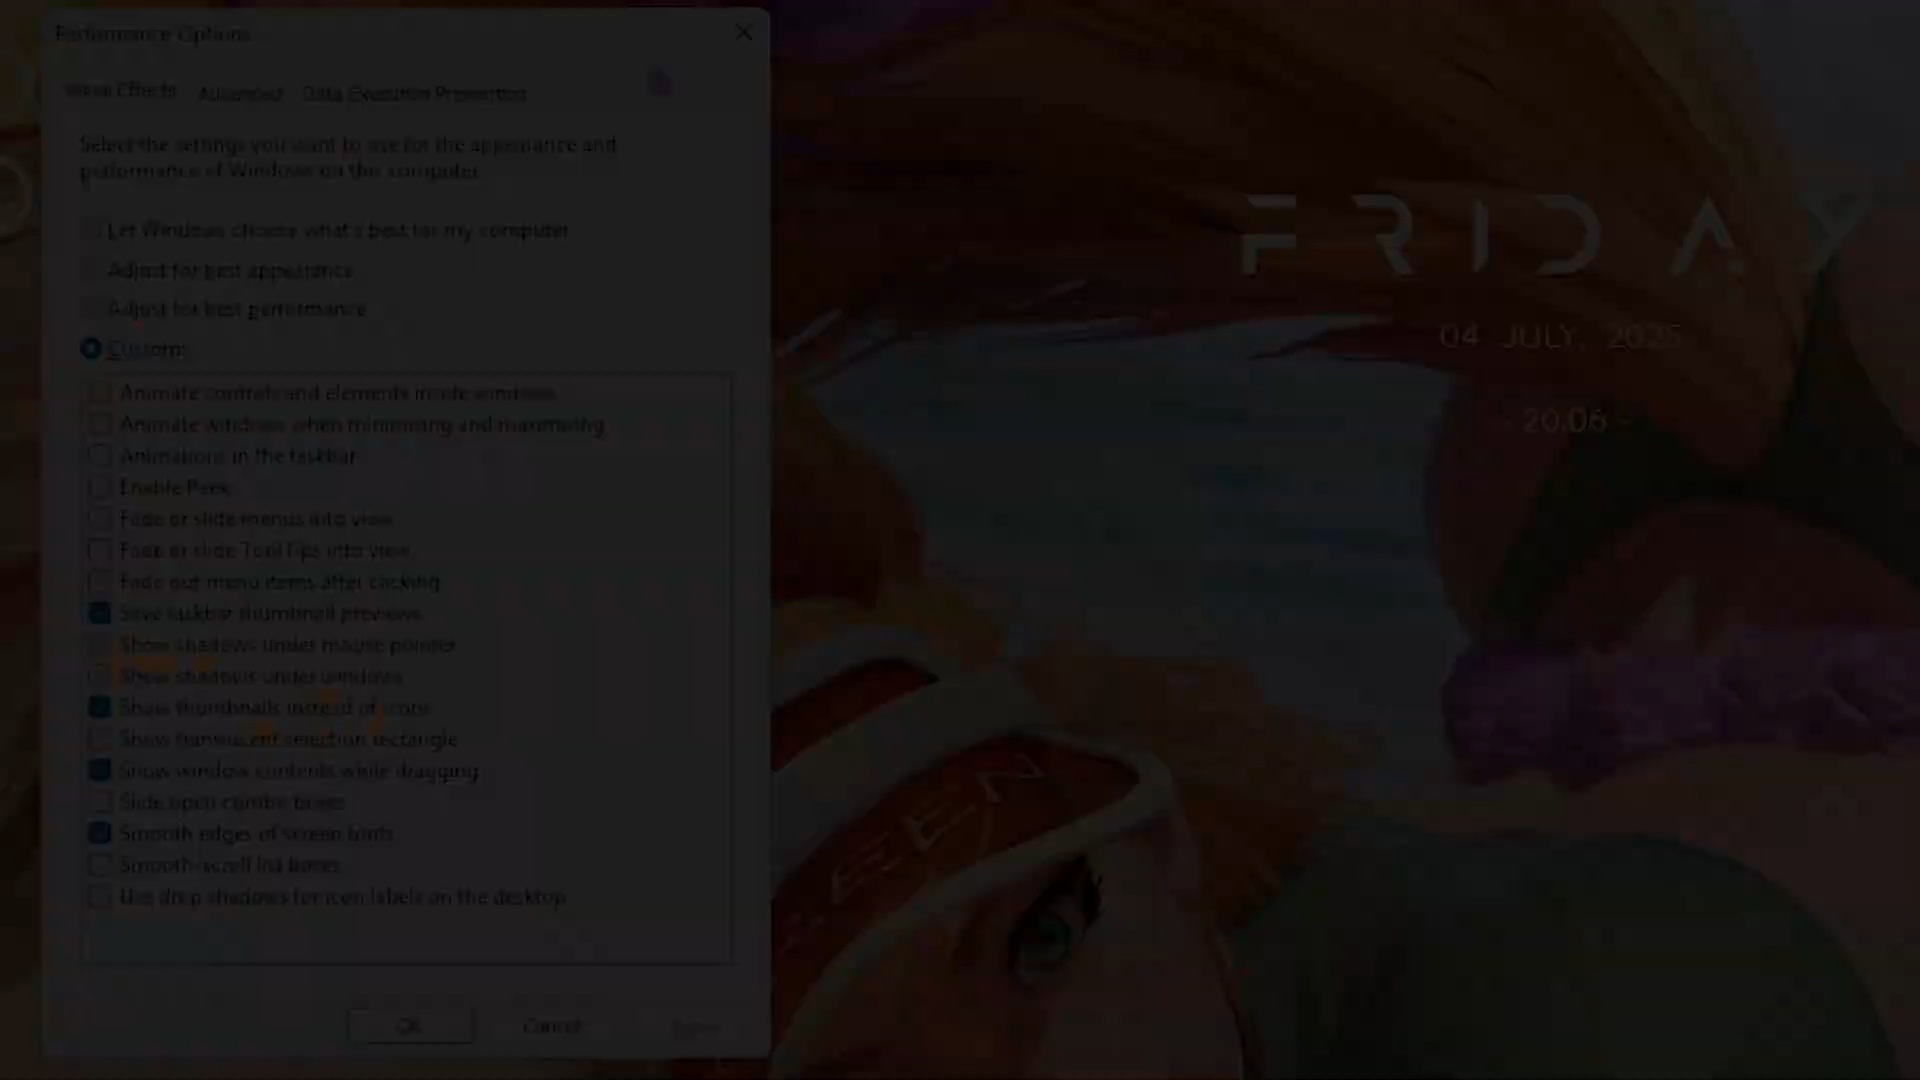 Performance Options
Visual Effects
Advanced
Data Execution Prevention
Select the settings you want to use for the appearance and
performance of Windows on this computer.
Let Windows choose what's best for my computer
Adjust for best appearance
Adjust for best performance
Custom:
Animate controls and elements inside windows
Animate windows when minimizing and maximizing
Animations in the taskbar
Enable Peek
Fade or slide menus into view
Fade or slide ToolTips into view
Fade out menu items after clicking
Save taskbar thumbnail previews
Show shadows under mouse pointer
Show shadows under windows
Show thumbnails instead of icons
Show translucent selection rectangle
Show window contents while dragging
Slide open combo boxes
Smooth edges of screen fonts
Smooth-scroll list boxes
Use drop shadows for icon labels on the desktop
OK
Cancel
Apply
FRIDAY
04 JULY, 2025
- 20.06 -